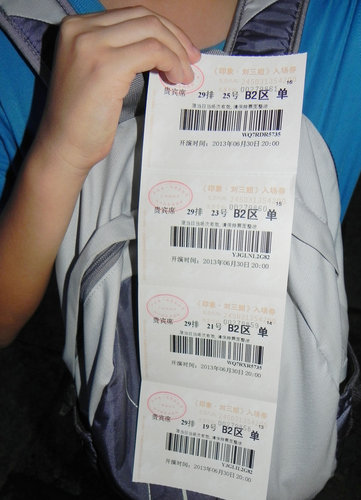 《印象·刘三姐》入场券
贵宾席 29排 25号 B2区 单
WQ7RDR5735
开演时间：2013年06月30日 20:00
《印象·刘三姐》入场券
贵宾席 29排 23号 B2区 单
YJGLNL2G82
开演时间：2013年06月30日 20:00
《印象·刘三姐》入场券
贵宾席 29排 21号 B2区 单
WQ7RXR5735
开演时间：2013年06月30日 20:00
《印象·刘三姐》入场券
贵宾席 29排 19号 B2区 单
YJGLIL2G82
开演时间：2013年06月30日 20:00